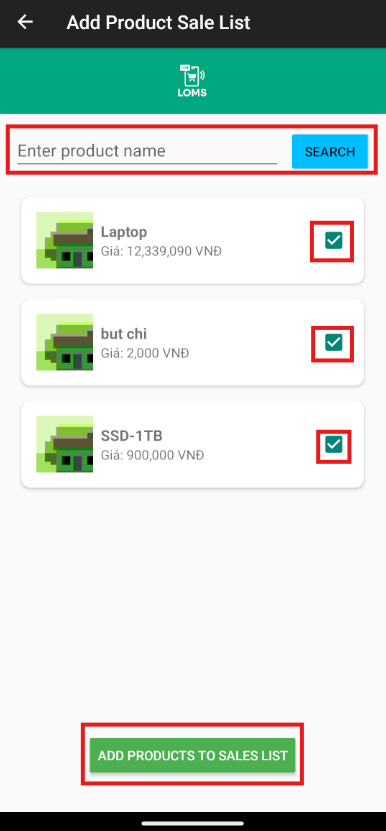 Add Product Sale List
LOMS
Enter product name
SEARCH
Laptop
Giá: 12,339,090 VNĐ
but chi
Giá: 2,000 VNĐ
SSD-1TB
Giá: 900,000 VNĐ
ADD PRODUCTS TO SALES LIST